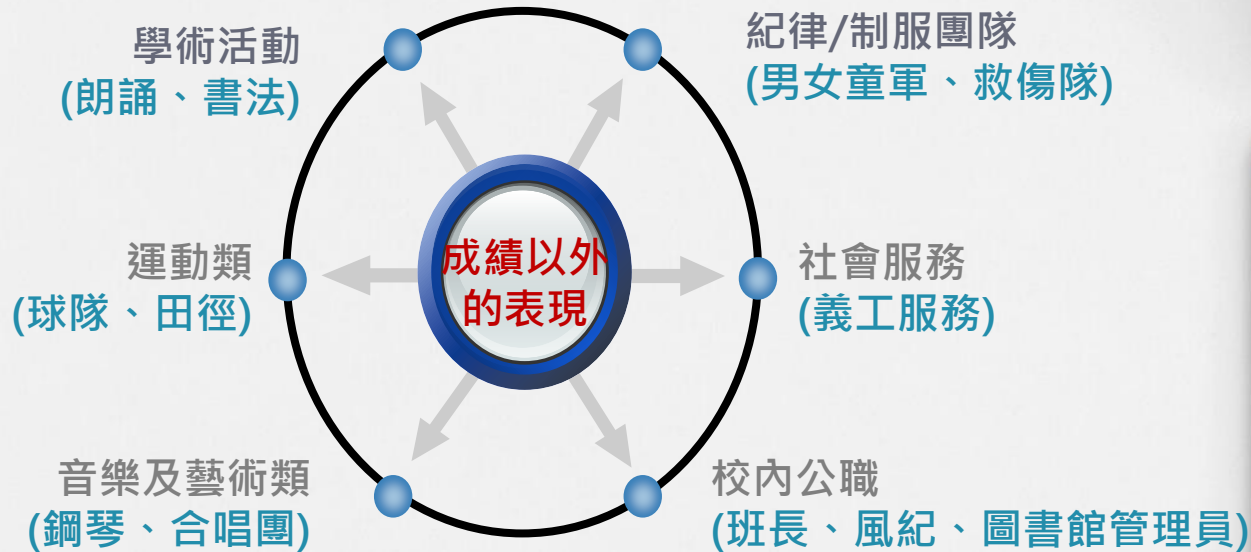 學術活動
(朗誦、書法)
紀律/制服團隊
(男女童軍、救傷隊)
運動類
(球隊、田徑)
成績以外
的表現
社會服務
(義工服務)
音樂及藝術類
(鋼琴、合唱團)
校內公職
(班長、風紀、圖書館管理員)